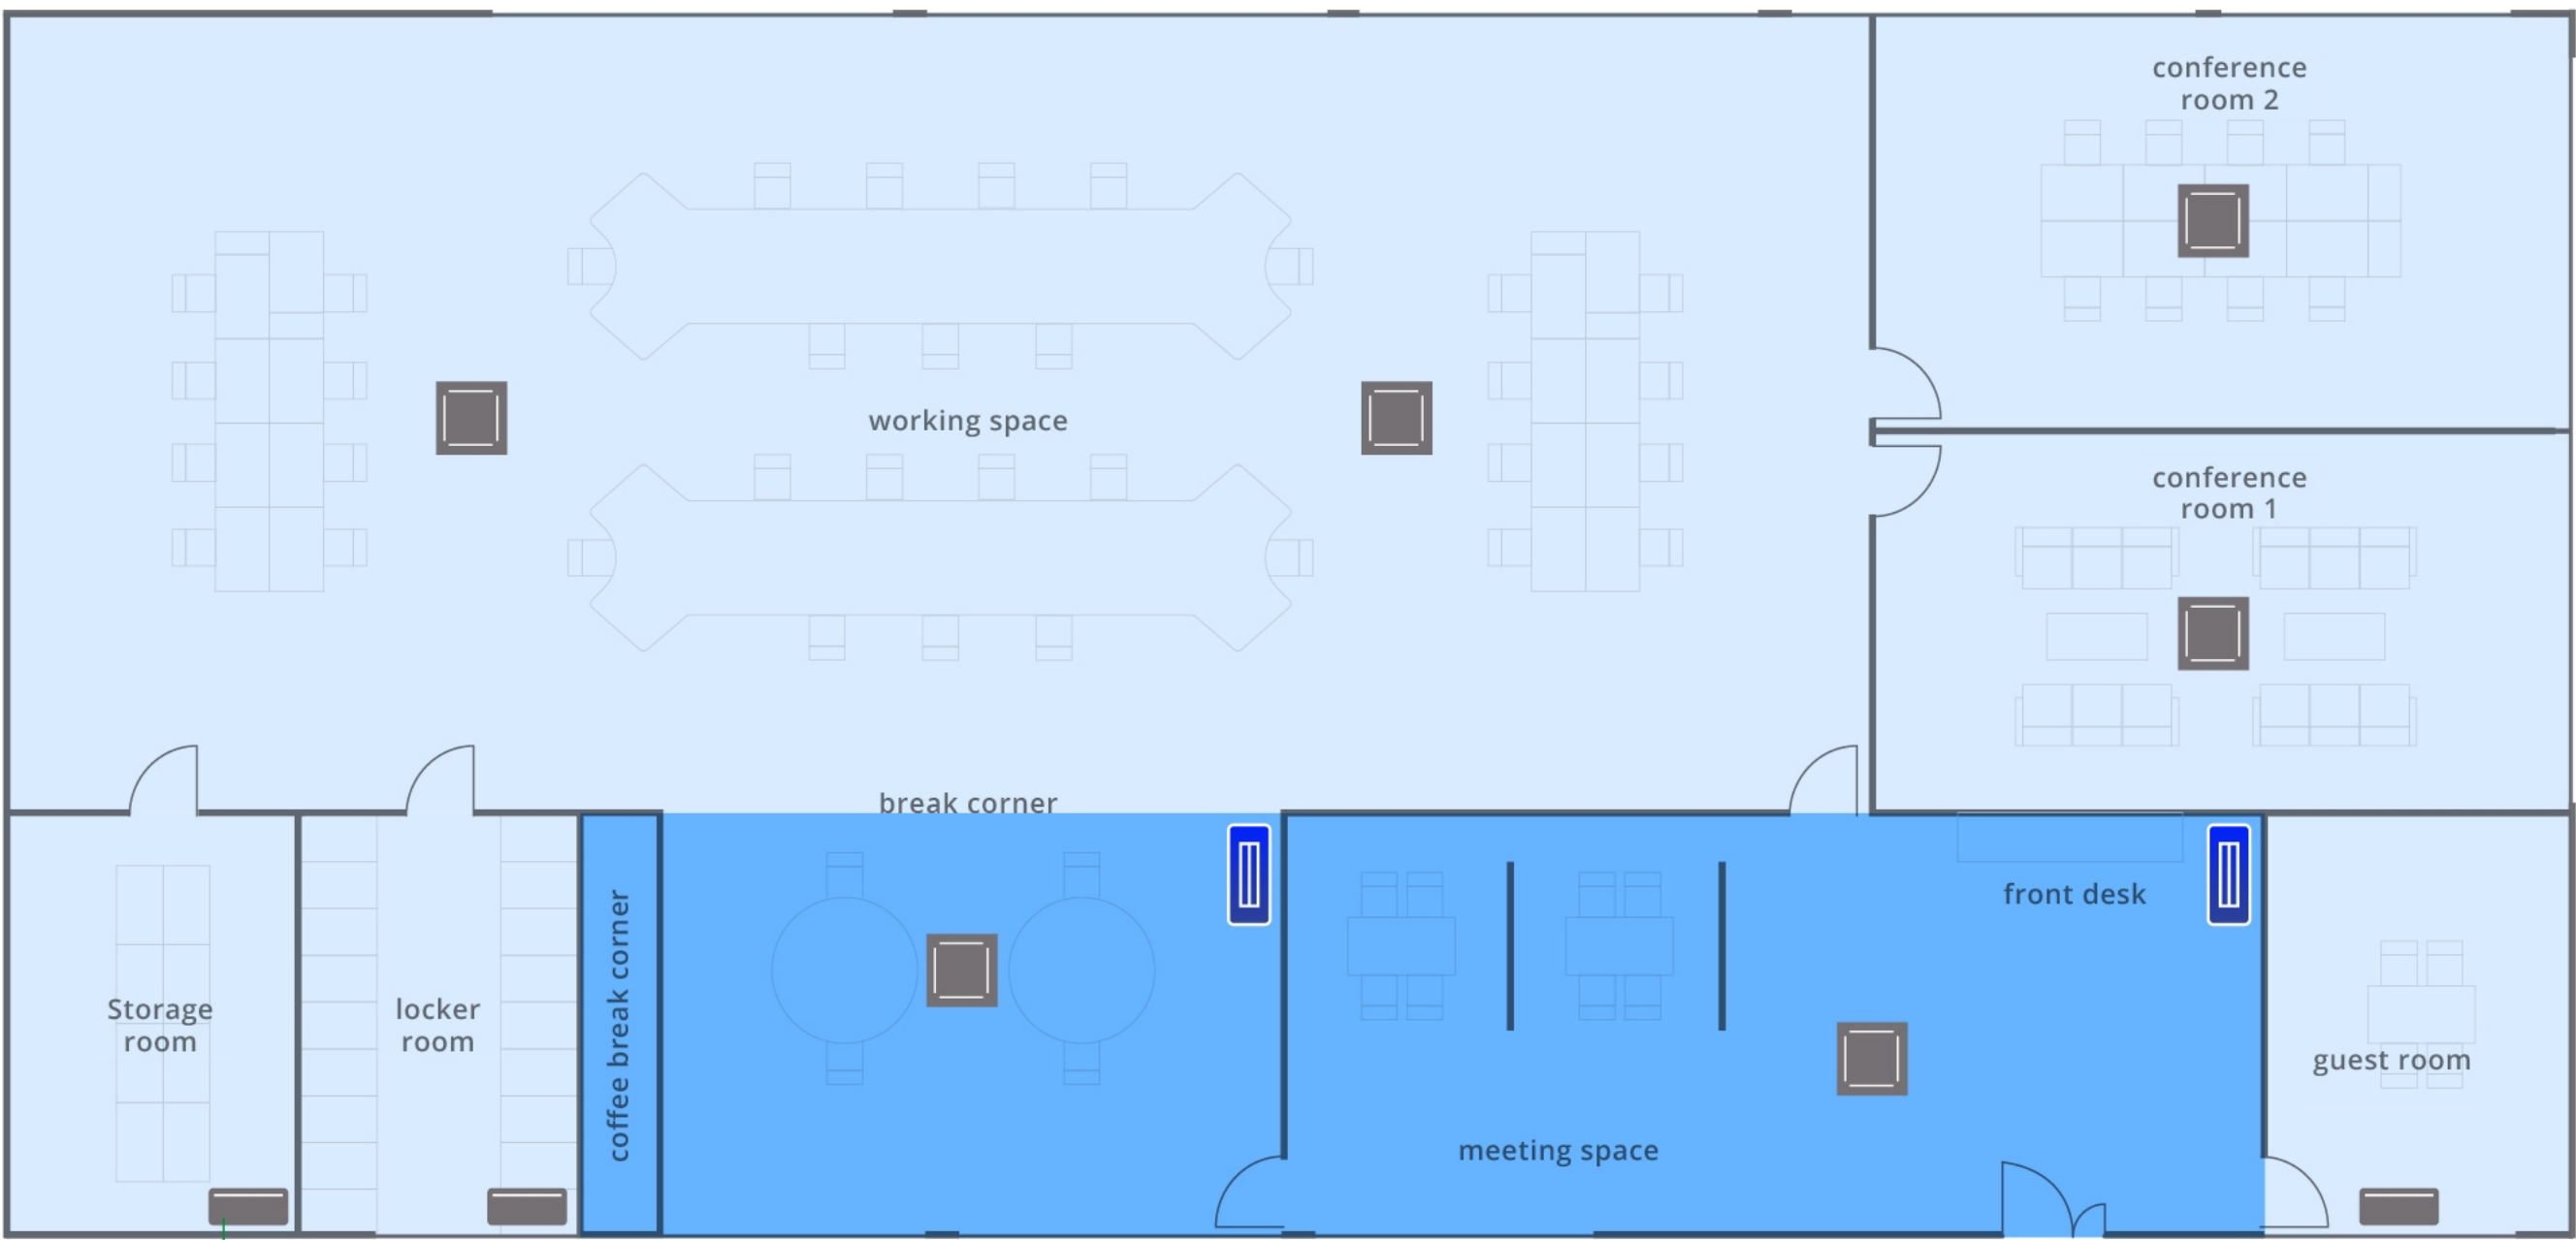 conference
room 2
working space
conference
room 1
break corner
front desk
coffee break corner
Storage
room
locker
room
guest room
meeting space